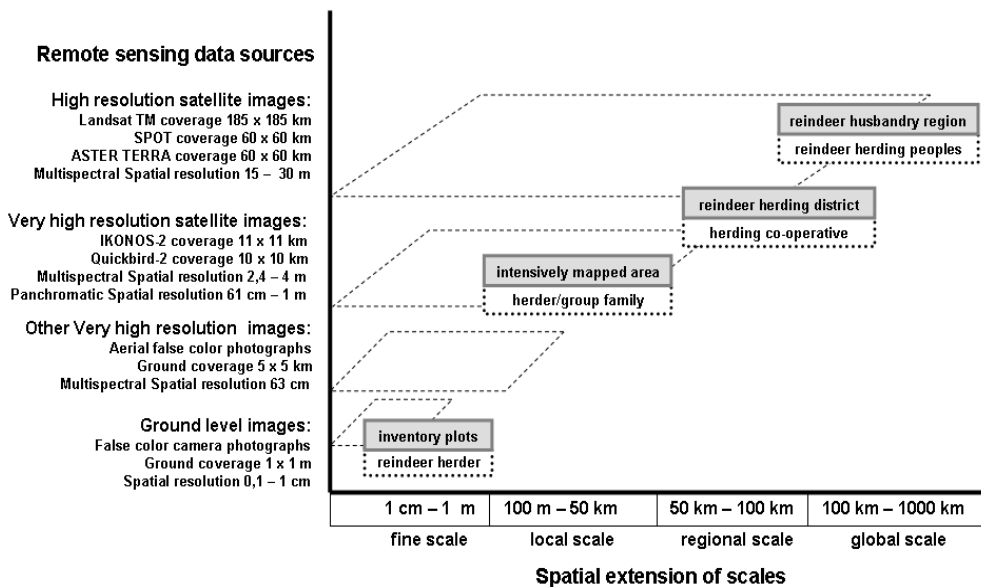 Remote sensing data sources
High resolution satellite images:
Landsat TM coverage 185 x 185 km
SPOT coverage 60 x 60 km
ASTER TERRA coverage 60 x 60 km
Multispectral Spatial resolution 15 – 30 m
Very high resolution satellite images:
IKONOS-2 coverage 11 x 11 km
Quickbird-2 coverage 10 x 10 km
Multispectral Spatial resolution 2,4 – 4 m
Panchromatic Spatial resolution 61 cm – 1 m
Other Very high resolution images:
Aerial false color photographs
Ground coverage 5 x 5 km
Multispectral Spatial resolution 63 cm
Ground level images:
False color camera photographs
Ground coverage 1 x 1 m
Spatial resolution 0,1 – 1 cm
reindeer husbandry region
reindeer herding peoples
reindeer herding district
herding co-operative
intensively mapped area
herder/group family
inventory plots
reindeer herder
1 cm – 1 m
100 m – 50 km
50 km – 100 km
100 km – 1000 km
fine scale
local scale
regional scale
global scale
Spatial extension of scales